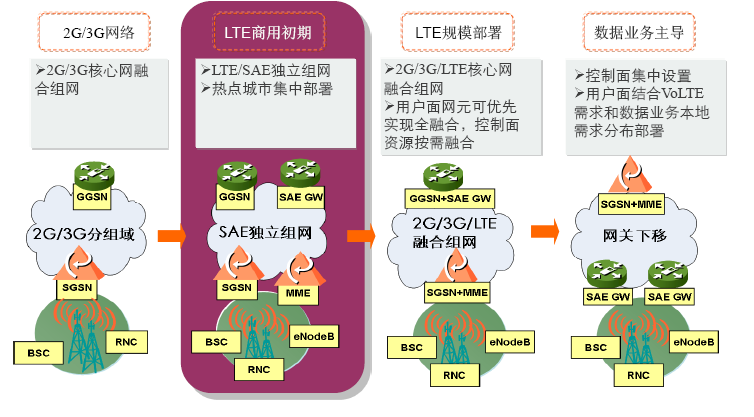 2G/3G网络
➢2G/3G核心网融
合组网
GGSN
2G/3G分组域
SGSN
BSC
RNC
LTE商用初期
➢LTE/SAE独立组网
➢热点城市集中部署
GGSN
SAE GW
SAE独立组网
SGSN
MME
BSC
eNodeB
RNC
LTE规模部署
➢2G/3G/LTE核心网
融合组网
➢用户面网元可优先
实现全融合，控制面
资源按需融合
GGSN+SAE GW
2G/3G/LTE
融合组网
SGSN+MME
BSC
eNodeB
RNC
数据业务主导
➢控制面集中设置
➢用户面结合VoLTE
需求和数据业务本地
需求分布部署
SGSN+MME
网关下移
SAE GW
SAE GW
BSC
eNodeB
RNC